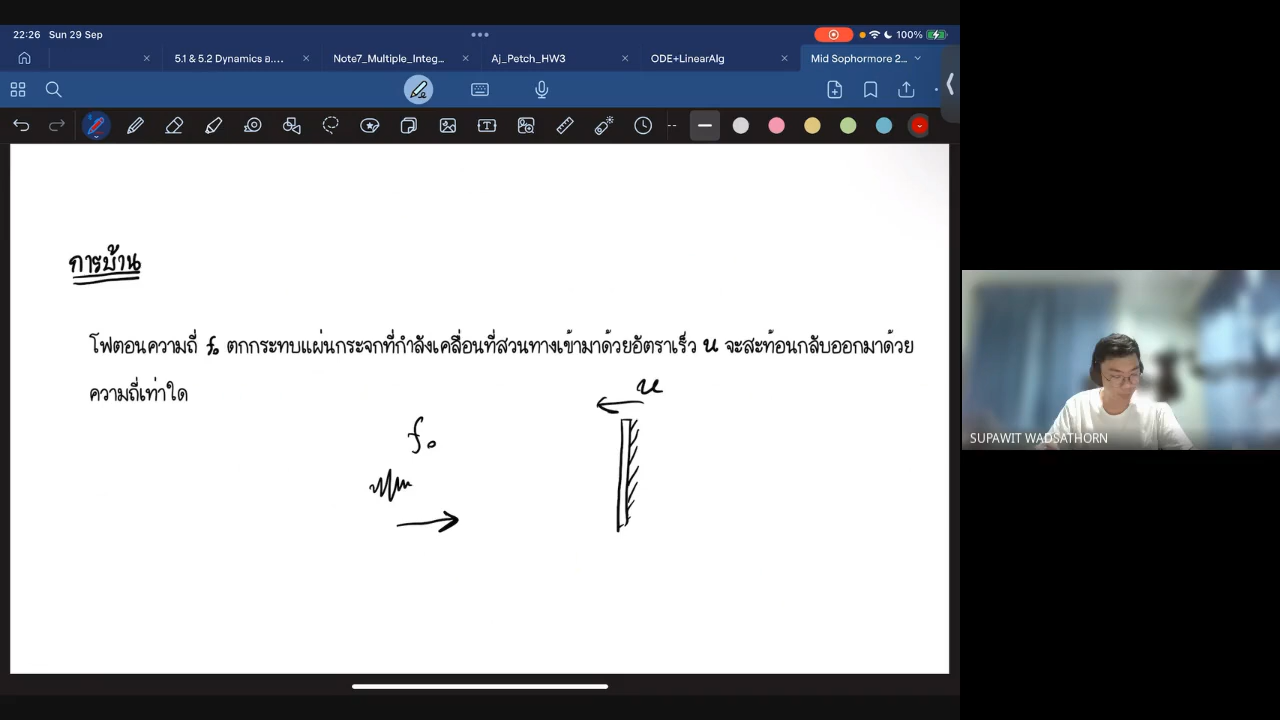 22:26 Sun 29 Sep
100%
5.1 & 5.2 Dynamics a....
Note7_Multiple_Integ...
Aj_Petch_HW3
ODE+LinearAlg
Mid Sophormore 2...
การบ้าน
โฟตอนความถี่ f₀ ตกกระทบแผ่นกระจกที่กำลังเคลื่อนที่สวนทางเข้ามาด้วยอัตราเร็ว u จะสะท้อนกลับออกมาด้วย
ความถี่เท่าใด
u
f₀
SUPAWIT WADSATHORN